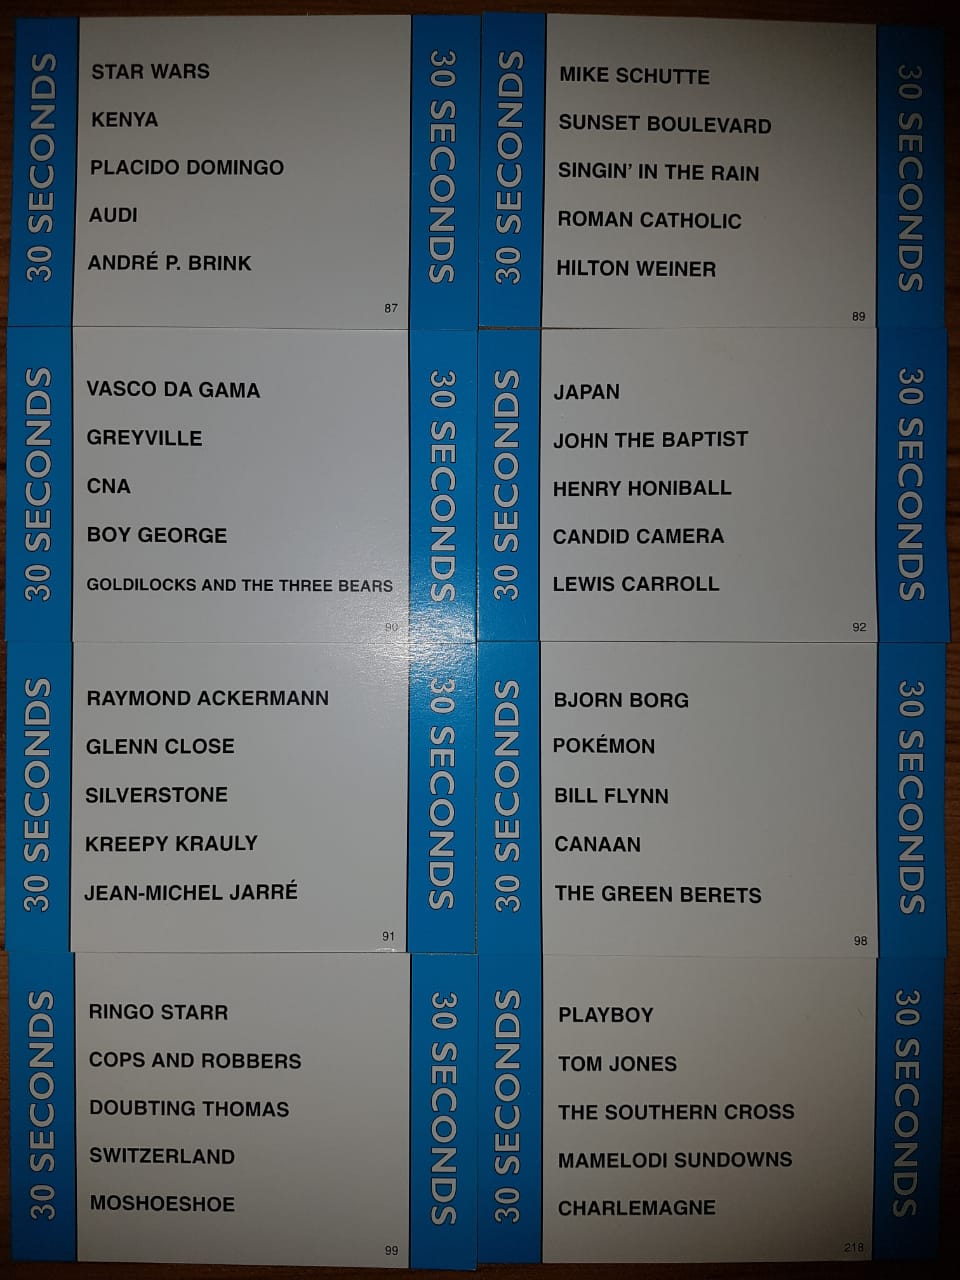 30 SECONDS
STAR WARS
KENYA
PLACIDO DOMINGO
AUDI
ANDRÉ P. BRINK
87
30 SECONDS
30 SECONDS
MIKE SCHUTTE
SUNSET BOULEVARD
SINGIN' IN THE RAIN
ROMAN CATHOLIC
HILTON WEINER
89
30 SECONDS
30 SECONDS
VASCO DA GAMA
GREYVILLE
CNA
BOY GEORGE
GOLDILOCKS AND THE THREE BEARS
90
30 SECONDS
30 SECONDS
JAPAN
JOHN THE BAPTIST
HENRY HONIBALL
CANDID CAMERA
LEWIS CARROLL
92
30 SECONDS
30 SECONDS
RAYMOND ACKERMANN
GLENN CLOSE
SILVERSTONE
KREEPY KRAULY
JEAN-MICHEL JARRÉ
91
30 SECONDS
30 SECONDS
BJORN BORG
POKÉMON
BILL FLYNN
CANAAN
THE GREEN BERETS
98
30 SECONDS
30 SECONDS
RINGO STARR
COPS AND ROBBERS
DOUBTING THOMAS
SWITZERLAND
MOSHOESHOE
99
30 SECONDS
30 SECONDS
PLAYBOY
TOM JONES
THE SOUTHERN CROSS
MAMELODI SUNDOWNS
CHARLEMAGNE
218
30 SECONDS